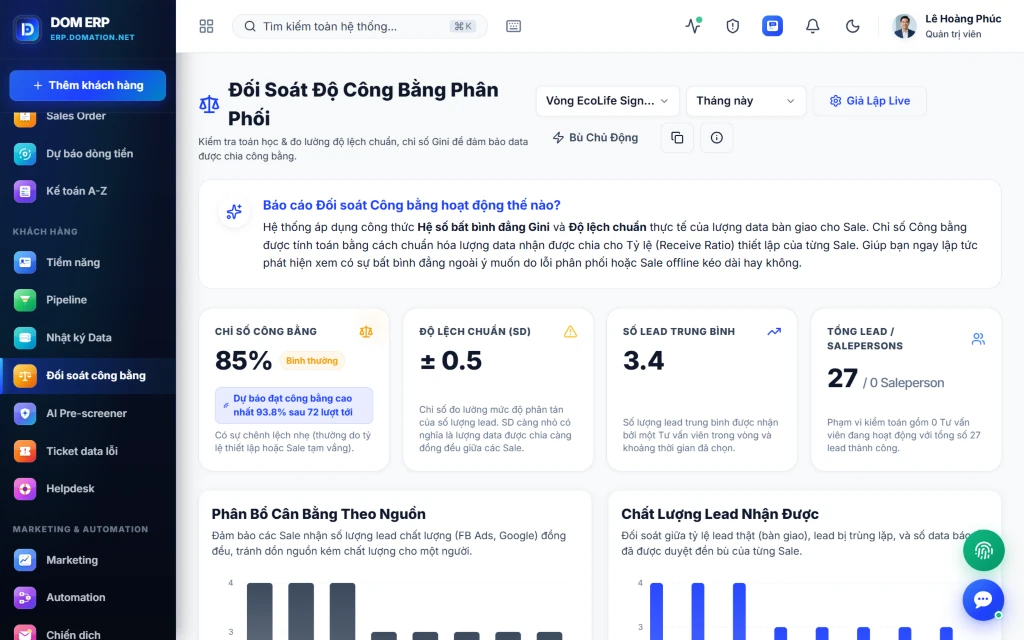 DOM ERP
ERP.DOMATION.NET
Tìm kiếm toàn hệ thống...
⌘K
Lê Hoàng Phúc
Quản trị viên
+ Thêm khách hàng
Sales Order
Dự báo dòng tiền
Kế toán A-Z
KHÁCH HÀNG
Tiềm năng
Pipeline
Nhật ký Data
Đối soát công bằng
AI Pre-screener
Ticket data lỗi
Helpdesk
MARKETING & AUTOMATION
Marketing
Automation
Chiến dịch
Đối Soát Độ Công Bằng Phân
Phối
Kiểm tra toán học & đo lường độ lệch chuẩn, chỉ số Gini để đảm bảo data
được chia công bằng.
Vòng EcoLife Sign...
Tháng này
Giả Lập Live
Bù Chủ Động
Báo cáo Đối soát Công bằng hoạt động thế nào?
Hệ thống áp dụng công thức Hệ số bất bình đẳng Gini và Độ lệch chuẩn thực tế của lượng data bàn giao cho Sale. Chỉ số Công bằng
được tính toán bằng cách chuẩn hóa lượng data nhận được chia cho Tỷ lệ (Receive Ratio) thiết lập của từng Sale. Giúp bạn ngay lập tức
phát hiện xem có sự bất bình đẳng ngoài ý muốn do lỗi phân phối hoặc Sale offline kéo dài hay không.
CHỈ SỐ CÔNG BẰNG
85% Bình thường
Dự báo đạt công bằng cao
nhất 93.8% sau 72 lượt tới
Có sự chênh lệch nhẹ (thường do tỷ
lệ thiết lập hoặc Sale tạm vắng).
ĐỘ LỆCH CHUẨN (SD)
± 0.5
Chỉ số đo lường mức độ phân tán
của số lượng lead. SD càng nhỏ có
nghĩa là lượng data được chia càng
đồng đều giữa các Sale.
SỐ LEAD TRUNG BÌNH
3.4
Số lượng lead trung bình được nhận
bởi một Tư vấn viên trong vòng và
khoảng thời gian đã chọn.
TỔNG LEAD /
SALEPERSONS
27 / 0 Saleperson
Phạm vi kiểm toán gồm 0 Tư vấn
viên đang hoạt động với tổng số 27
lead thành công.
Phân Bổ Cân Bằng Theo Nguồn
Đảm bảo các Sale nhận số lượng lead chất lượng (FB Ads, Google) đồng
đều, tránh dồn nguồn kém chất lượng cho một người.
4
3
Chất Lượng Lead Nhận Được
Đối soát giữa tỷ lệ lead thật (bàn giao), lead bị trùng lặp, và số data báo
đã được duyệt đền bù của từng Sale.
4
3